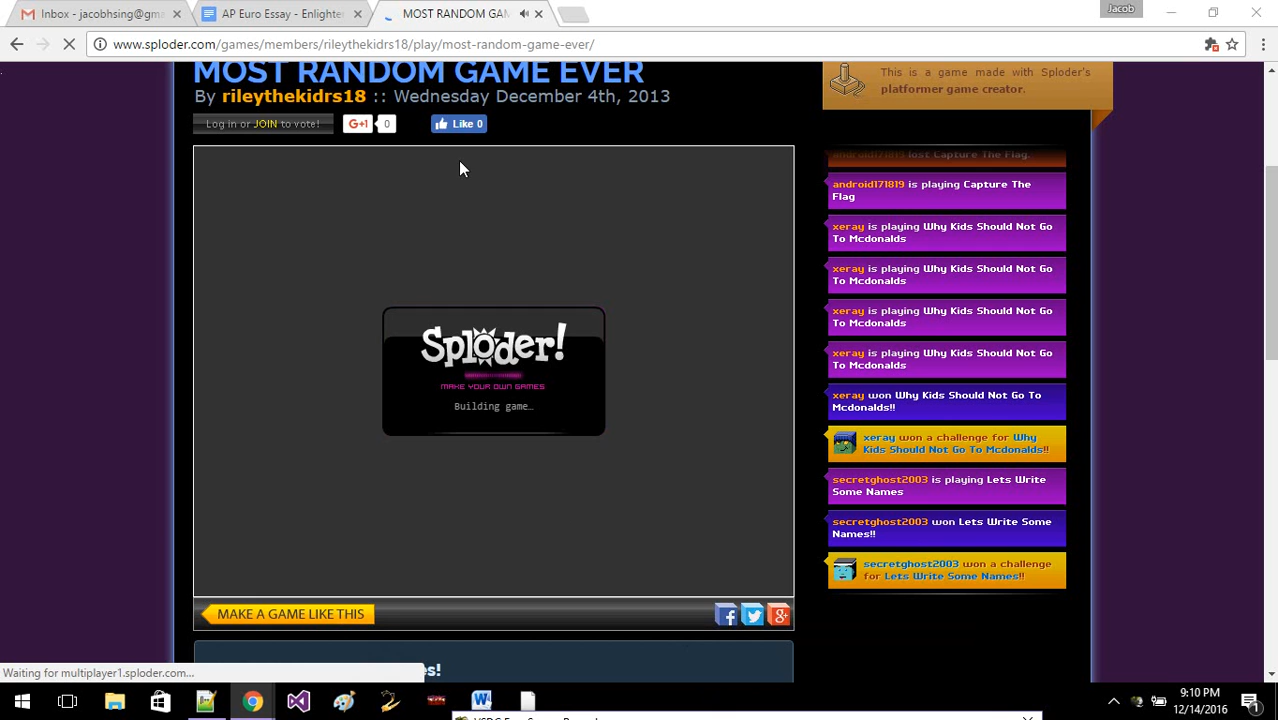 Inbox - jacobhsing@gma
AP Euro Essay - Enlighte
MOST RANDOM GAM
Jacob
www.sploder.com/games/members/rileythekidrs18/play/most-random-game-ever/
MOST RANDOM GAME EVER
By rileythekidrs18 :: Wednesday December 4th, 2013
Log in or JOIN to vote!
G+1 0
Like 0
Sploder!
MAKE YOUR OWN GAMES
Building game...
MAKE A GAME LIKE THIS
es!
This is a game made with Sploder's
platformer game creator.
android171819 lost Capture The Flag.
android171819 is playing Capture The
Flag
xeray is playing Why Kids Should Not Go
To Mcdonalds
xeray is playing Why Kids Should Not Go
To Mcdonalds
xeray is playing Why Kids Should Not Go
To Mcdonalds
xeray is playing Why Kids Should Not Go
To Mcdonalds
xeray won Why Kids Should Not Go To
Mcdonalds!!
xeray won a challenge for Why
Kids Should Not Go To Mcdonalds!!
secretghost2003 is playing Lets Write
Some Names
secretghost2003 won Lets Write Some
Names!!
secretghost2003 won a challenge
for Lets Write Some Names!!
Waiting for multiplayer1.sploder.com...
9:10 PM
12/14/2016